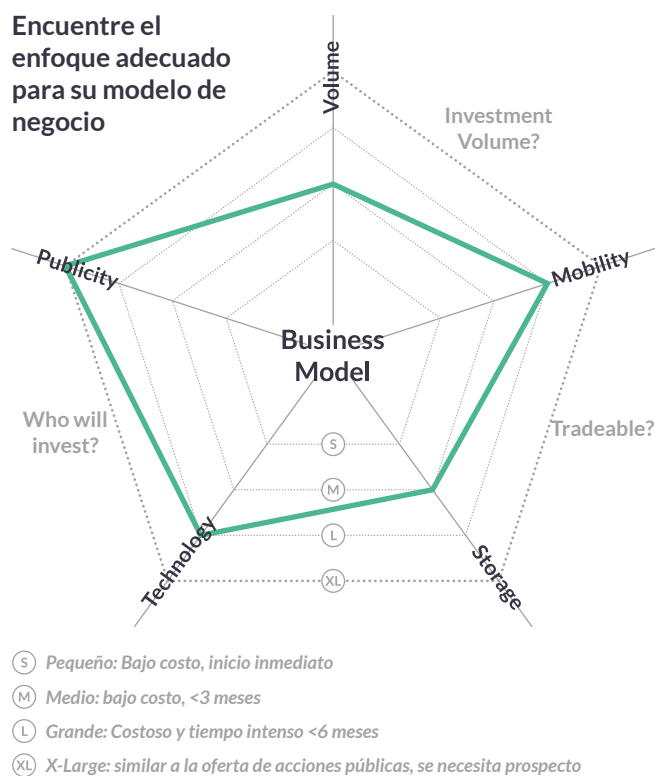 Encuentre el
enfoque adecuado
para su modelo de
negocio
Volume
Investment
Volume?
Publicity
Mobility
Business
Model
Who will
invest?
Tradeable?
S
M
L
XL
Technology
Storage
S Pequeño: Bajo costo, inicio inmediato
M Medio: bajo costo, <3 meses
L Grande: Costoso y tiempo intenso <6 meses
XL X-Large: similar a la oferta de acciones públicas, se necesita prospecto